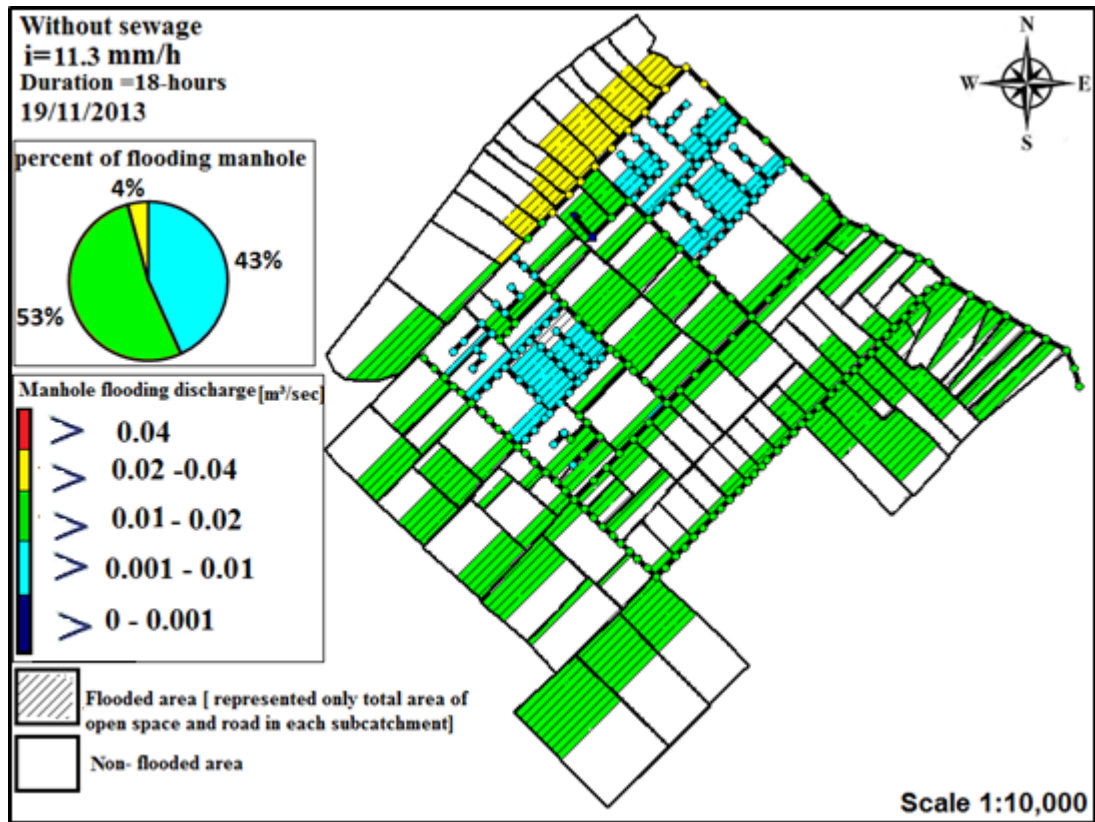 Without sewage
i=11.3 mm/h
Duration =18-hours
19/11/2013
percent of flooding manhole
4%
43%
53%
Manhole flooding discharge[m³/sec]
> 0.04
> 0.02 -0.04
> 0.01 - 0.02
> 0.001 - 0.01
> 0 - 0.001
Flooded area [ represented only total area of
open space and road in each subcatchment]
Non- flooded area
N
W E
S
Scale 1:10,000